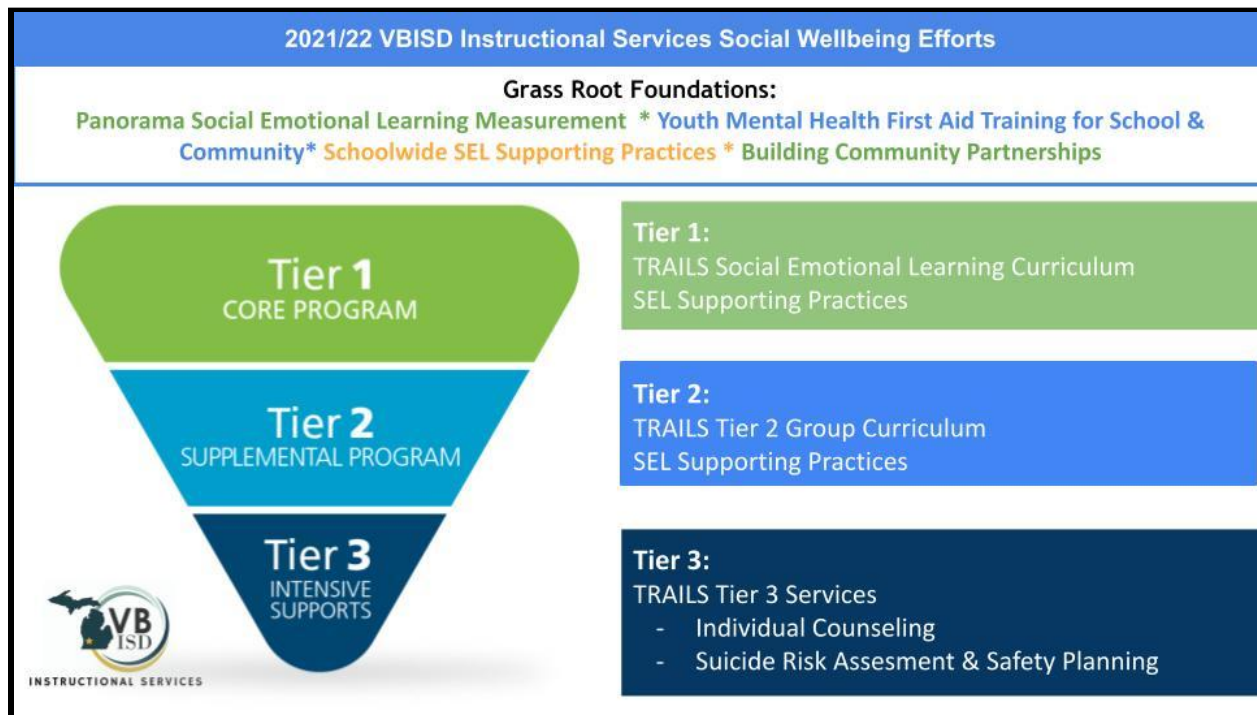 2021/22 VBISD Instructional Services Social Wellbeing Efforts
Grass Root Foundations:
Panorama Social Emotional Learning Measurement * Youth Mental Health First Aid Training for School &
Community* Schoolwide SEL Supporting Practices * Building Community Partnerships
Tier 1
CORE PROGRAM
Tier 2
SUPPLEMENTAL PROGRAM
Tier 3
INTENSIVE
SUPPORTS
VB
ISD
INSTRUCTIONAL SERVICES
Tier 1:
TRAILS Social Emotional Learning Curriculum
SEL Supporting Practices
Tier 2:
TRAILS Tier 2 Group Curriculum
SEL Supporting Practices
Tier 3:
TRAILS Tier 3 Services
- Individual Counseling
- Suicide Risk Assesment & Safety Planning